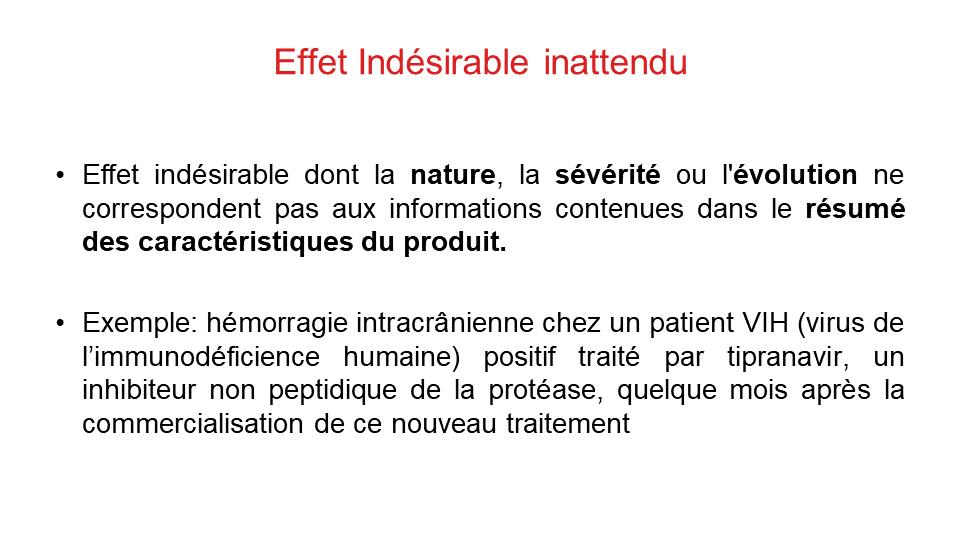 Effet Indésirable inattendu
• Effet indésirable dont la nature, la sévérité ou l'évolution ne
correspondent pas aux informations contenues dans le résumé
des caractéristiques du produit.
• Exemple: hémorragie intracrânienne chez un patient VIH (virus de
l’immunodéficience humaine) positif traité par tipranavir, un
inhibiteur non peptidique de la protéase, quelque mois après la
commercialisation de ce nouveau traitement